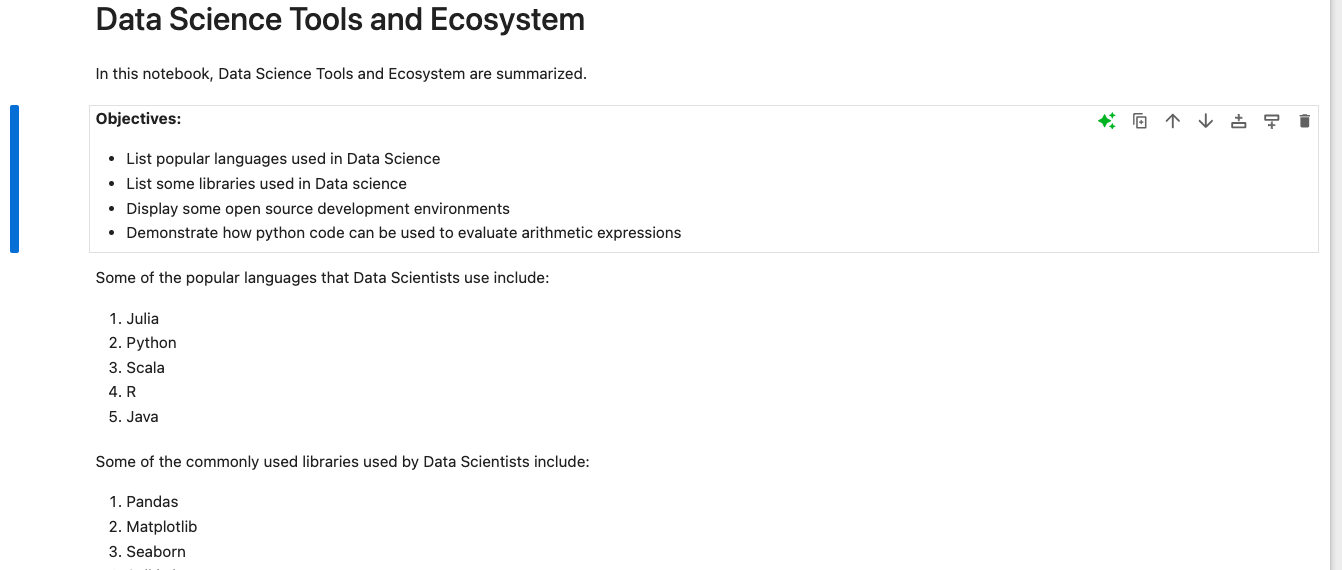 Data Science Tools and Ecosystem
In this notebook, Data Science Tools and Ecosystem are summarized.
Objectives:
• List popular languages used in Data Science
• List some libraries used in Data science
• Display some open source development environments
• Demonstrate how python code can be used to evaluate arithmetic expressions
Some of the popular languages that Data Scientists use include:
1. Julia
2. Python
3. Scala
4. R
5. Java
Some of the commonly used libraries used by Data Scientists include:
1. Pandas
2. Matplotlib
3. Seaborn